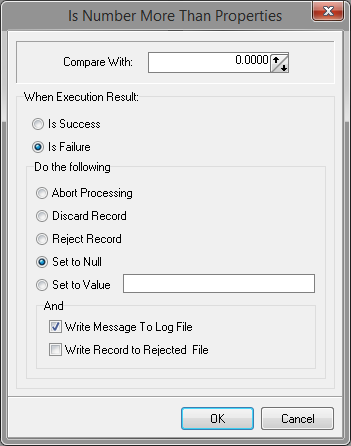 Is Number More Than Properties
Compare With: 0.0000
When Execution Result:
Is Success
Is Failure
Do the following
Abort Processing
Discard Record
Reject Record
Set to Null
Set to Value
And
Write Message To Log File
Write Record to Rejected File
OK Cancel